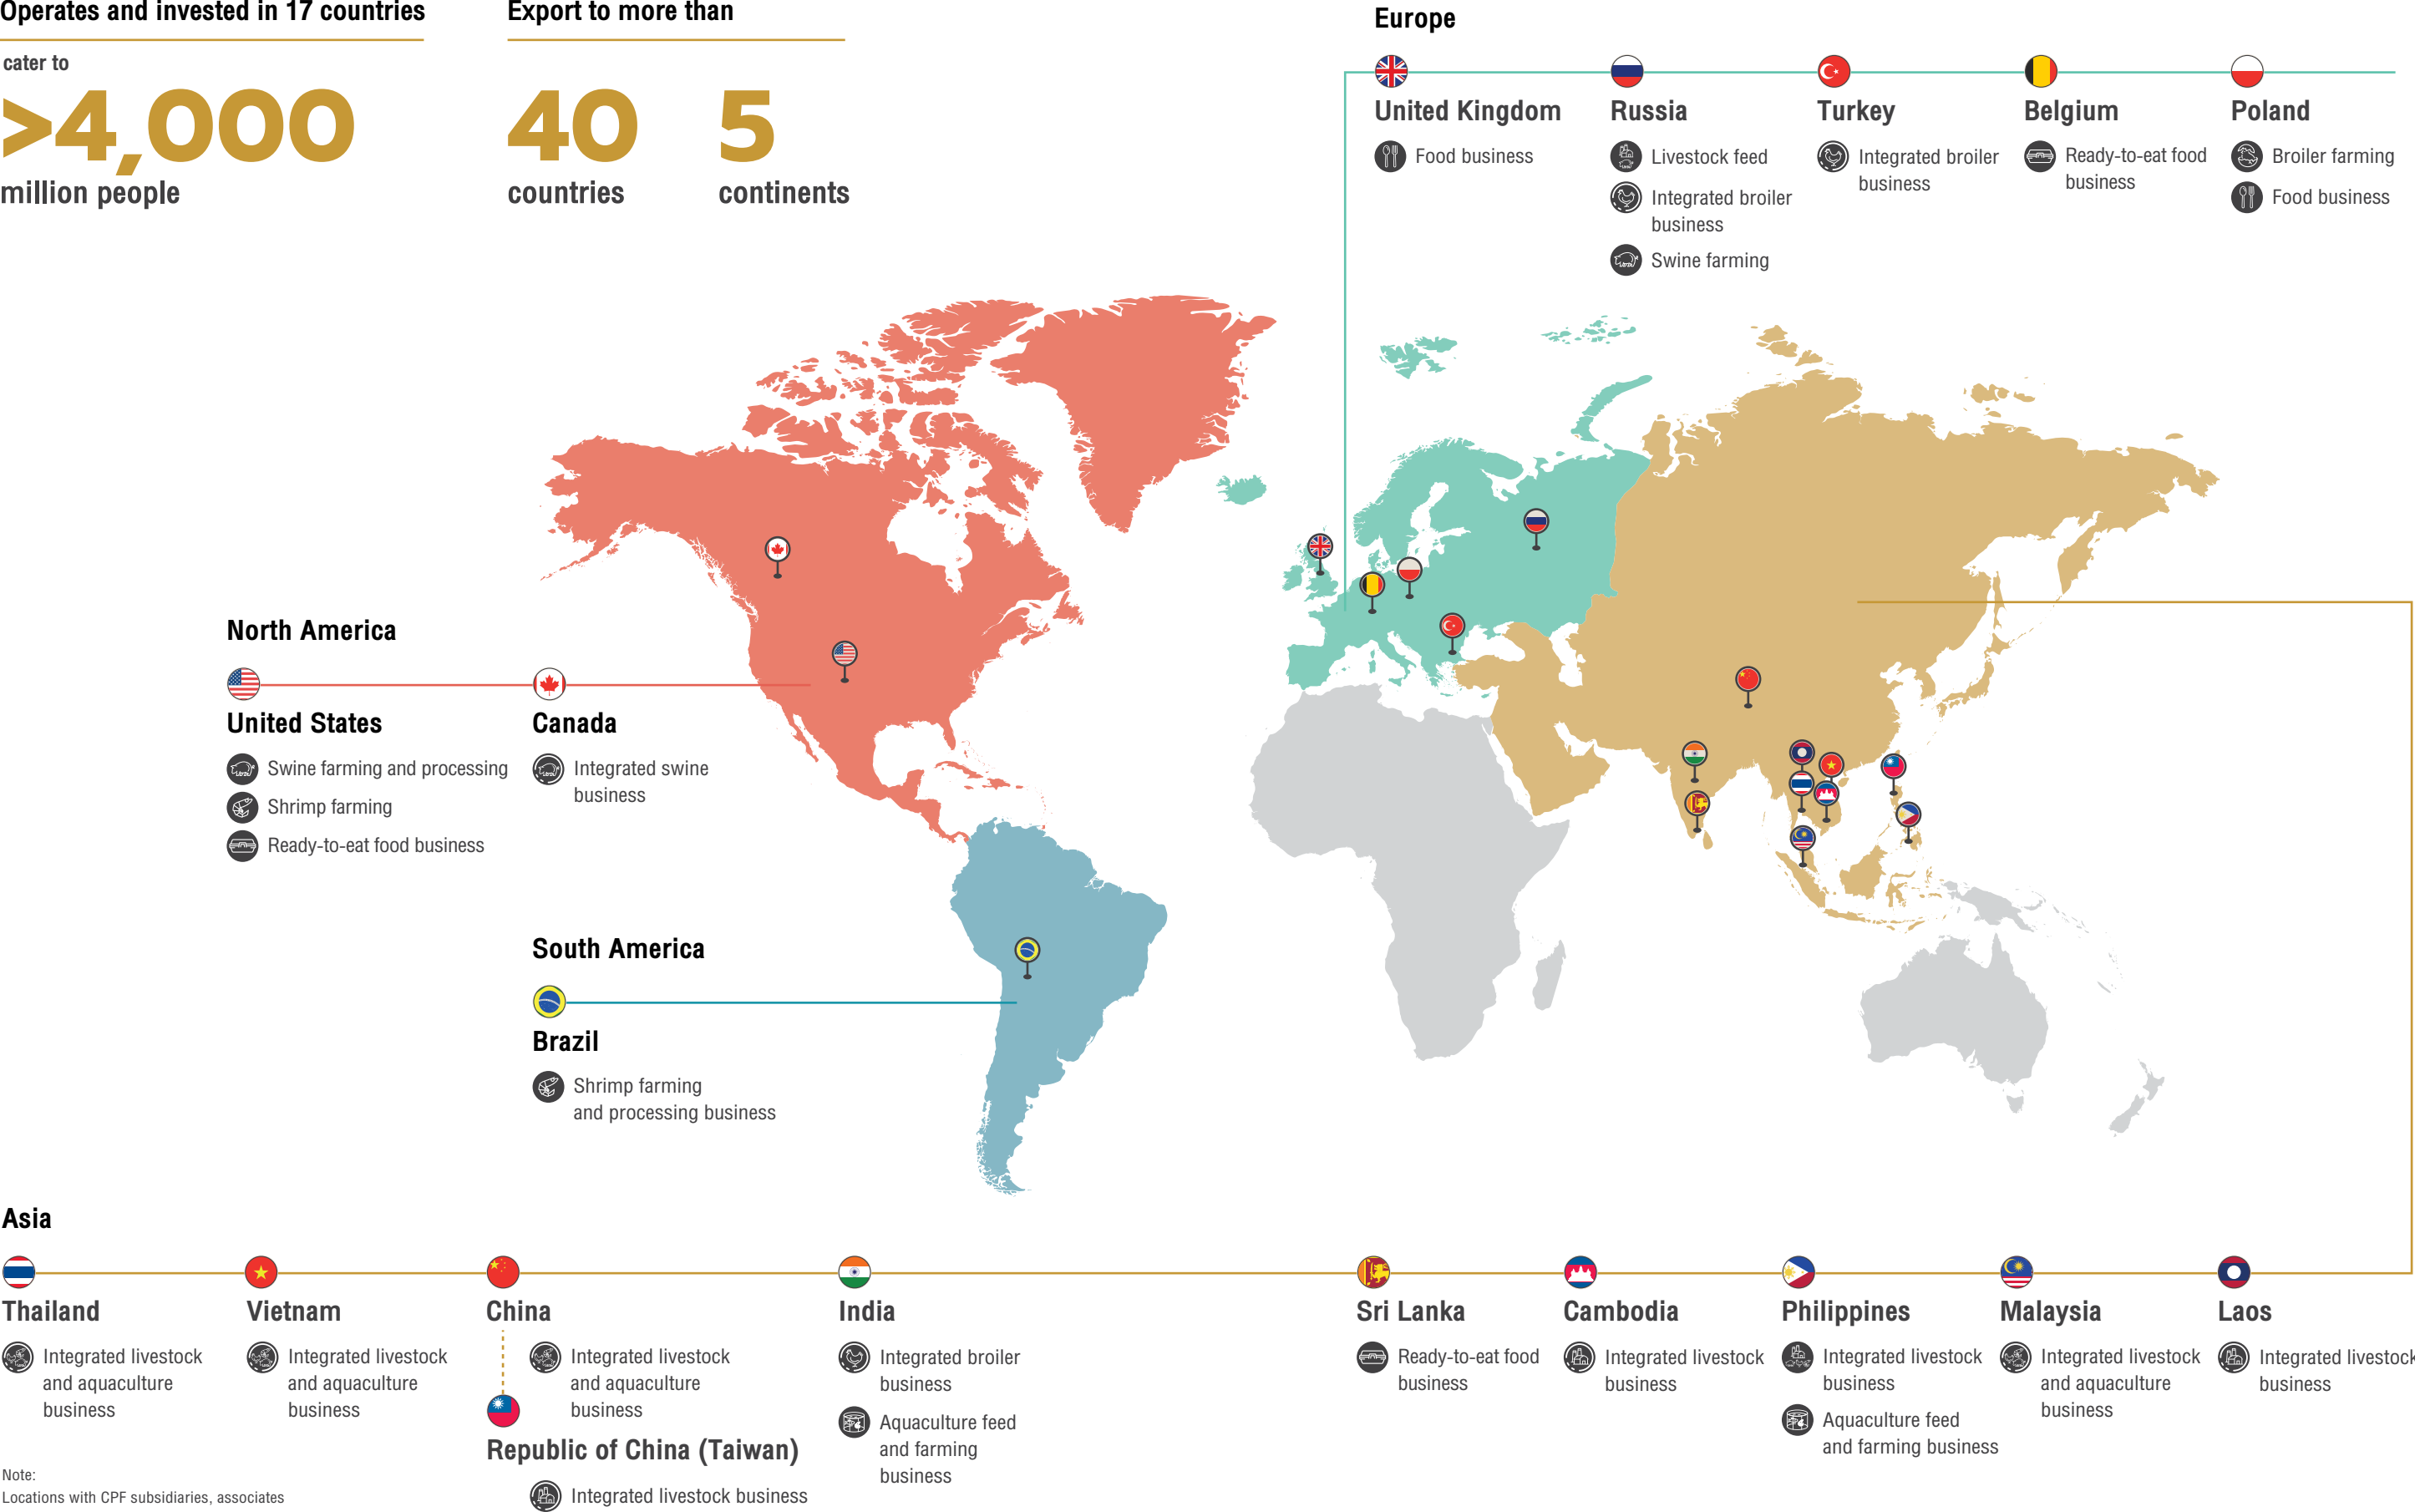 Operates and invested in 17 countries
cater to
>4,000
million people
Export to more than
40
countries
5
continents
Europe
United Kingdom
Food business
Russia
Livestock feed
Integrated broiler
business
Swine farming
Turkey
Integrated broiler
business
Belgium
Ready-to-eat food
business
Poland
Broiler farming
Food business
North America
United States
Swine farming and processing
Shrimp farming
Ready-to-eat food business
Canada
Integrated swine
business
South America
Brazil
Shrimp farming
and processing business
Asia
Thailand
Integrated livestock
and aquaculture
business
Vietnam
Integrated livestock
and aquaculture
business
China
Integrated livestock
and aquaculture
business
Republic of China (Taiwan)
Integrated livestock business
India
Integrated broiler
business
Aquaculture feed
and farming
business
Sri Lanka
Ready-to-eat food
business
Cambodia
Integrated livestock
business
Philippines
Integrated livestock
business
Aquaculture feed
and farming business
Malaysia
Integrated livestock
and aquaculture
business
Laos
Integrated livestock
business
Note:
Locations with CPF subsidiaries, associates